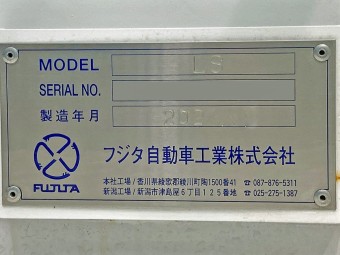 MODEL LS
SERIAL NO.
製造年月 200
フジタ自動車工業株式会社
FUJITA
本社工場/香川県綾歌郡綾川町陶1500番41 ☎ 087-876-5311
新潟工場/新潟市津島屋6丁目125番地 ☎ 025-275-1387